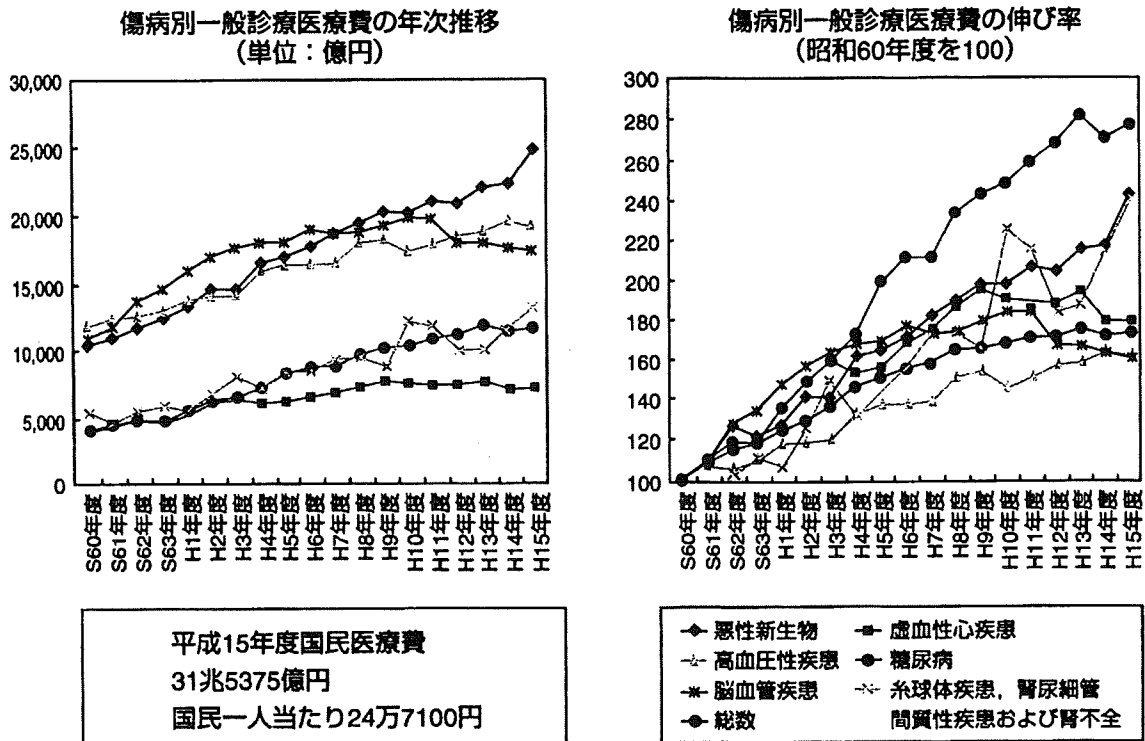 傷病別一般診療医療費の年次推移
（単位：億円）
30,000
25,000
20,000
15,000
10,000
5,000
0
S60年度
S61年度
S62年度
S63年度
H1年度
H2年度
H3年度
H4年度
H5年度
H6年度
H7年度
H8年度
H9年度
H10年度
H11年度
H12年度
H13年度
H14年度
H15年度
傷病別一般診療医療費の伸び率
（昭和60年度を100）
300
280
260
240
220
200
180
160
140
120
100
S60年度
S61年度
S62年度
S63年度
H1年度
H2年度
H3年度
H4年度
H5年度
H6年度
H7年度
H8年度
H9年度
H10年度
H11年度
H12年度
H13年度
H14年度
H15年度
平成15年度国民医療費
31兆5375億円
国民一人当たり24万7100円
悪性新生物
虚血性心疾患
高血圧性疾患
糖尿病
脳血管疾患
糸球体疾患，腎尿細管
総数
間質性疾患および腎不全